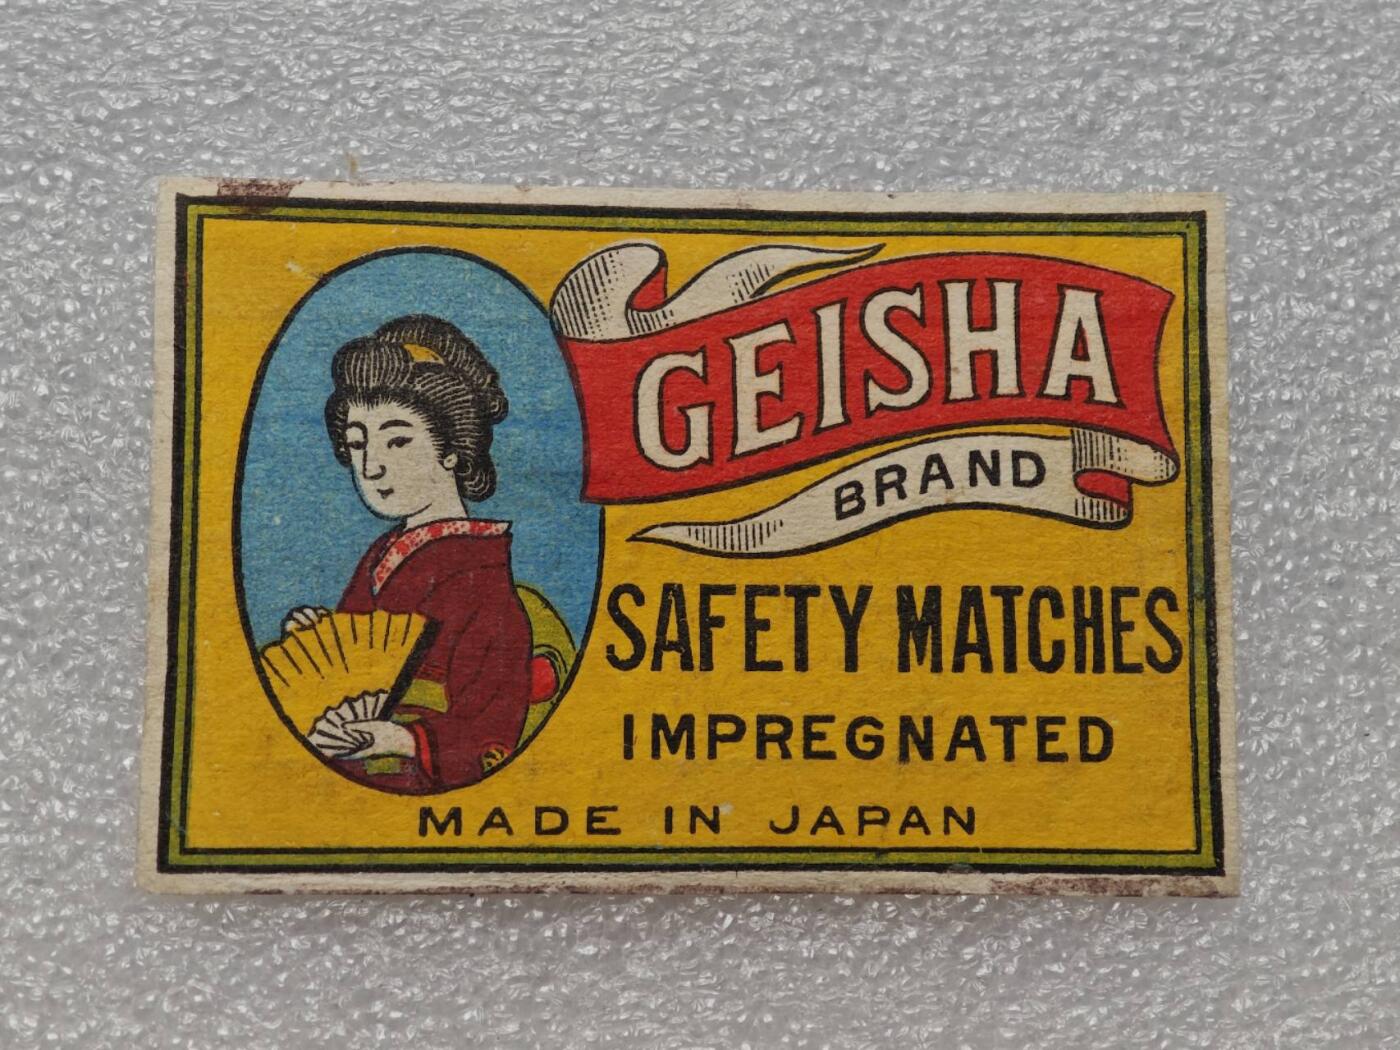 GEISHA
BRAND
SAFETY MATCHES
IMPREGNATED
MADE IN JAPAN